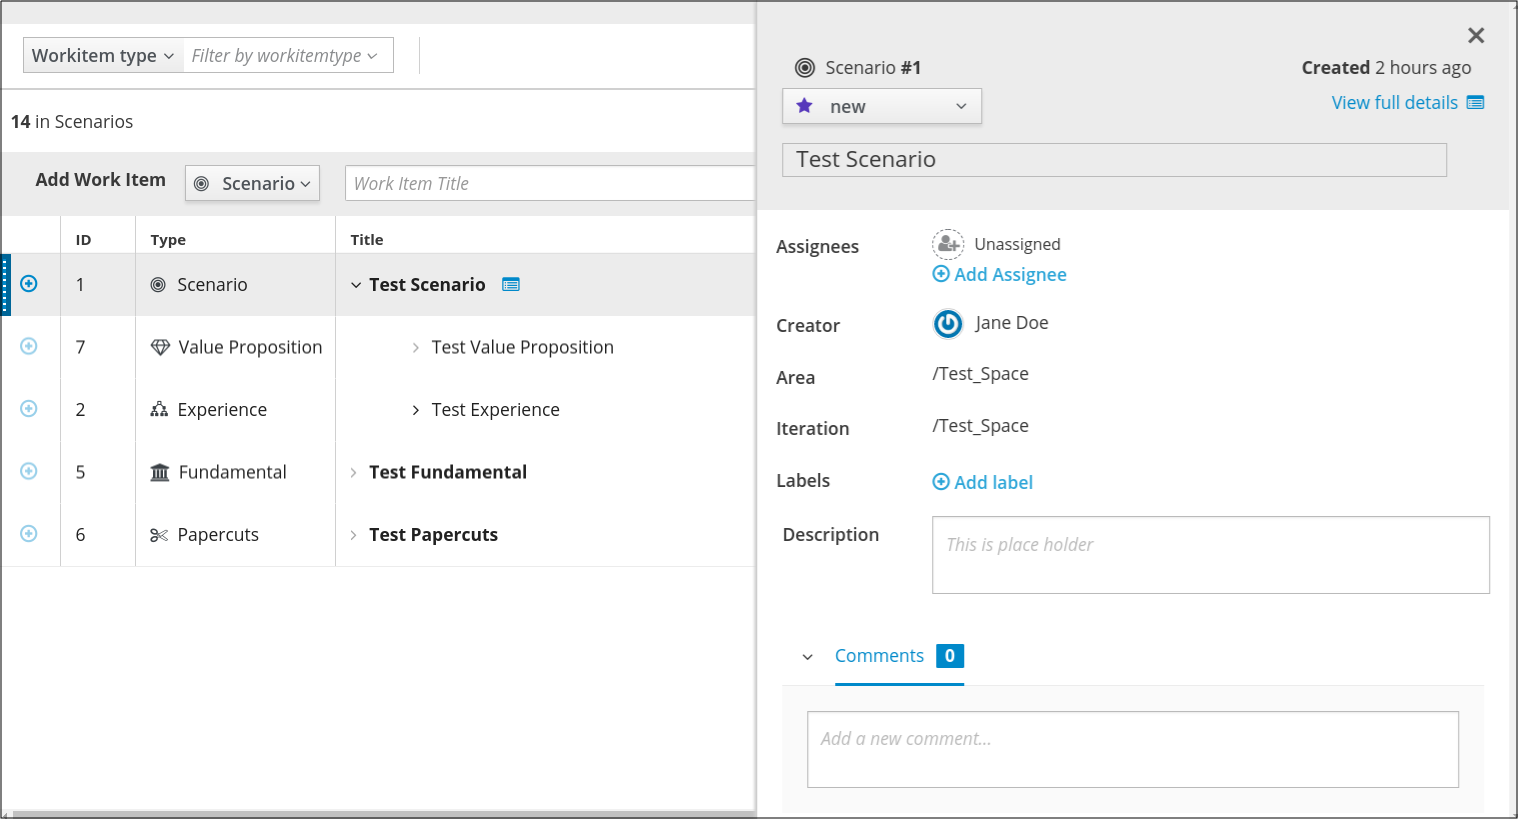 Workitem type Filter by workitemtype
14 in Scenarios
Add Work Item Scenario Work Item Title
ID Type Title
1 Scenario Test Scenario
7 Value Proposition Test Value Proposition
2 Experience Test Experience
5 Fundamental Test Fundamental
6 Papercuts Test Papercuts
Scenario #1 Created 2 hours ago
new View full details
Test Scenario
Assignees Unassigned
Add Assignee
Creator Jane Doe
Area /Test_Space
Iteration /Test_Space
Labels Add label
Description This is place holder
Comments 0
Add a new comment...